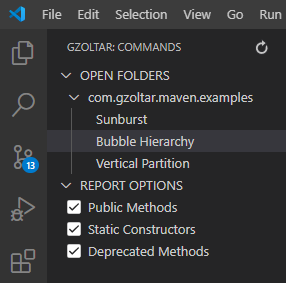 File Edit Selection View Go Run
GZOLTAR: COMMANDS
OPEN FOLDERS
com.gzoltar.maven.examples
Sunburst
Bubble Hierarchy
Vertical Partition
13
REPORT OPTIONS
Public Methods
Static Constructors
Deprecated Methods